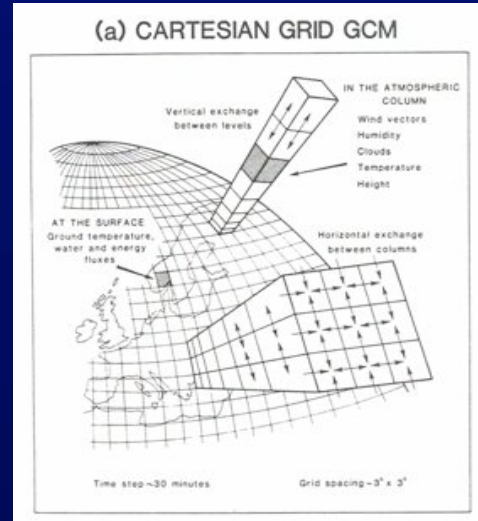 (a) CARTESIAN GRID GCM
IN THE ATMOSPHERIC
COLUMN
Wind vectors
Humidity
Clouds
Temperature
Height
Vertical exchange
between levels
AT THE SURFACE
Ground temperature,
water and energy
fluxes
Horizontal exchange
between columns
Time step ~30 minutes
Grid spacing ~3° x 3°